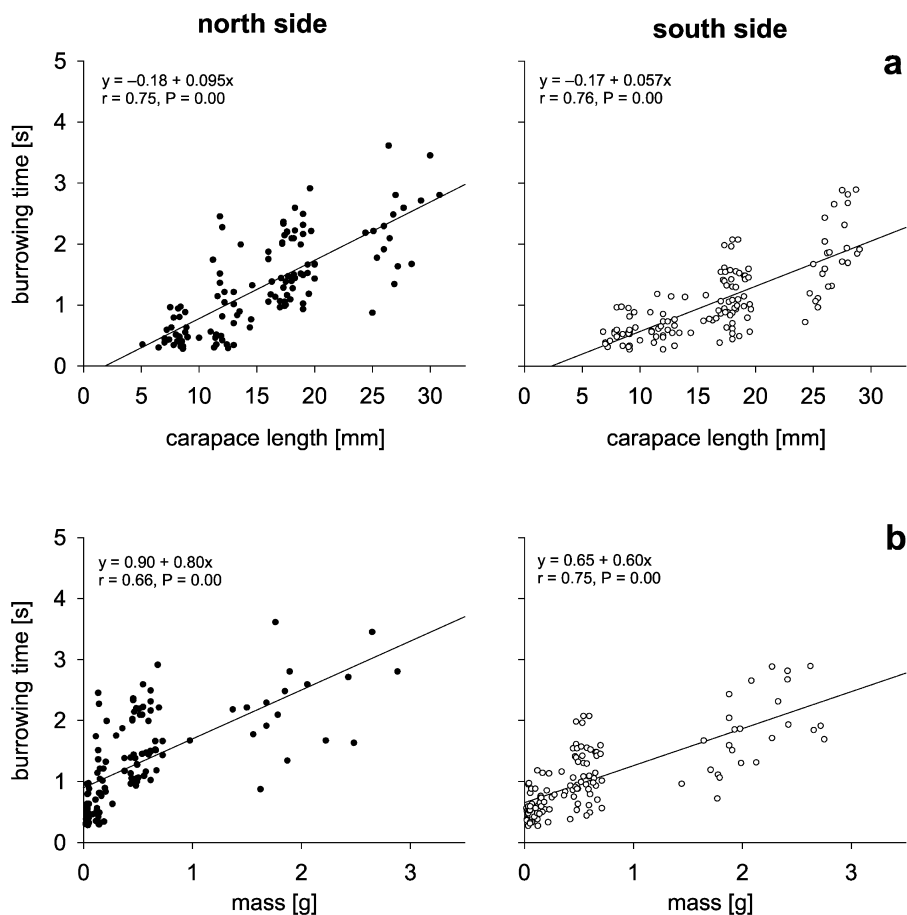 north side
south side
a
y = –0.18 + 0.095x
r = 0.75, P = 0.00
y = –0.17 + 0.057x
r = 0.76, P = 0.00
burrowing time [s]
5
4
3
2
1
0
0 5 10 15 20 25 30
0 5 10 15 20 25 30
carapace length [mm]
carapace length [mm]
b
y = 0.90 + 0.80x
r = 0.66, P = 0.00
y = 0.65 + 0.60x
r = 0.75, P = 0.00
burrowing time [s]
5
4
3
2
1
0
0 1 2 3
0 1 2 3
mass [g]
mass [g]